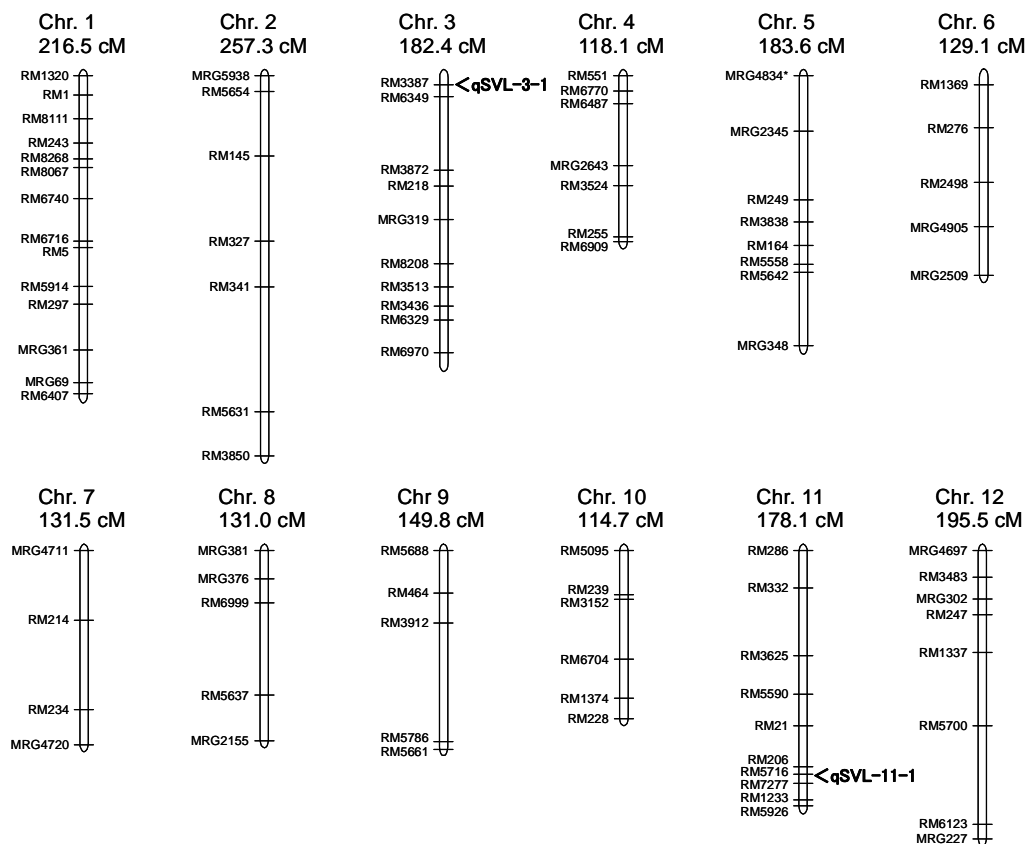 Chr. 1
216.5 cM
RM1320
RM1
RM8111
RM243
RM8268
RM8067
RM6740
RM6716
RM5
RM5914
RM297
MRG361
MRG69
RM6407
Chr. 2
257.3 cM
MRG5938
RM5654
RM145
RM327
RM341
RM5631
RM3850
Chr. 3
182.4 cM
RM3387 <qSVL-3-1
RM6349
RM3872
RM218
MRG319
RM8208
RM3513
RM3436
RM6329
RM6970
Chr. 4
118.1 cM
RM551
RM6770
RM6487
MRG2643
RM3524
RM255
RM6909
Chr. 5
183.6 cM
MRG4834*
MRG2345
RM249
RM3838
RM164
RM5558
RM5642
MRG348
Chr. 6
129.1 cM
RM1369
RM276
RM2498
MRG4905
MRG2509
Chr. 7
131.5 cM
MRG4711
RM214
RM234
MRG4720
Chr. 8
131.0 cM
MRG381
MRG376
RM6999
RM5637
MRG2155
Chr 9
149.8 cM
RM5688
RM464
RM3912
RM5786
RM5661
Chr. 10
114.7 cM
RM5095
RM239
RM3152
RM6704
RM1374
RM228
Chr. 11
178.1 cM
RM286
RM332
RM3625
RM5590
RM21
RM206
RM5716 <qSVL-11-1
RM7277
RM1233
RM5926
Chr. 12
195.5 cM
MRG4697
RM3483
MRG302
RM247
RM1337
RM5700
RM6123
MRG227